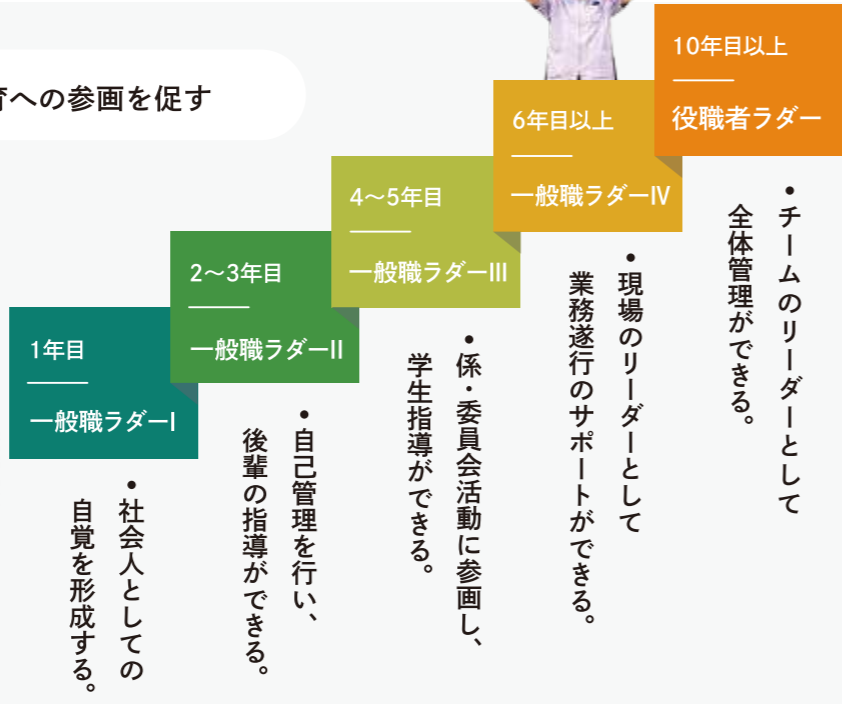 育への参画を促す
1年目
一般職ラダーI
•社会人としての
自覚を形成する。
2〜3年目
一般職ラダーII
•自己管理を行い、
後輩の指導ができる。
4〜5年目
一般職ラダーIII
•係・委員会活動に参画し、
学生指導ができる。
6年目以上
一般職ラダーIV
•現場のリーダーとして
業務遂行のサポートができる。
10年目以上
役職者ラダー
•チームのリーダーとして
全体管理ができる。